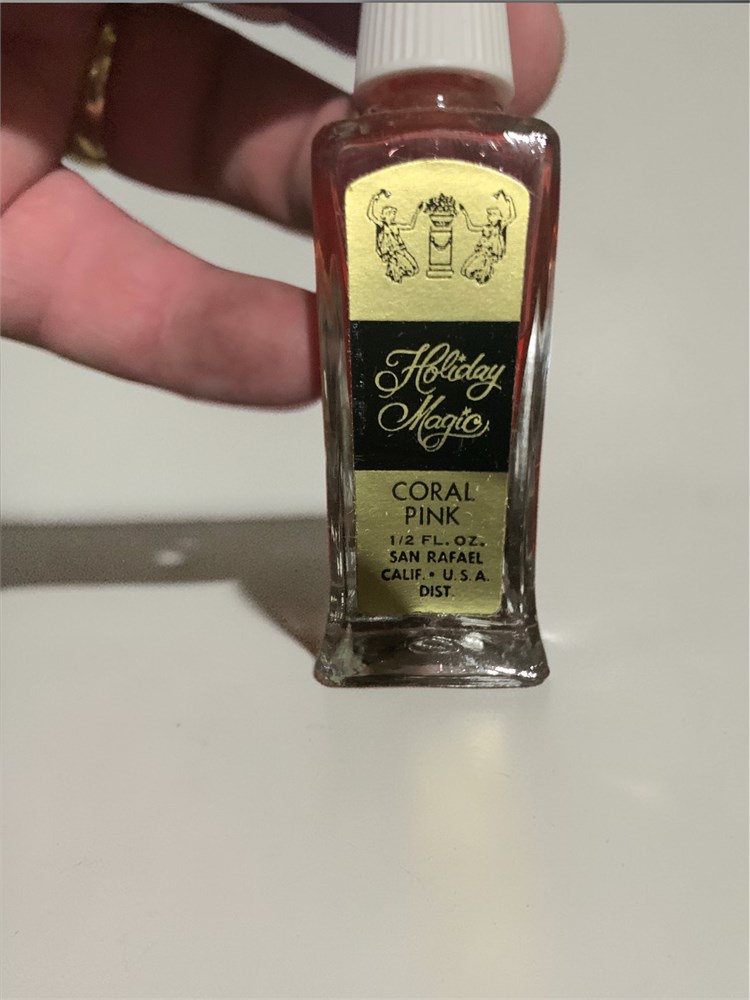 Holiday
Magic
CORAL
PINK
1/2 FL. OZ.
SAN RAFAEL
CALIF. • U.S.A.
DIST.